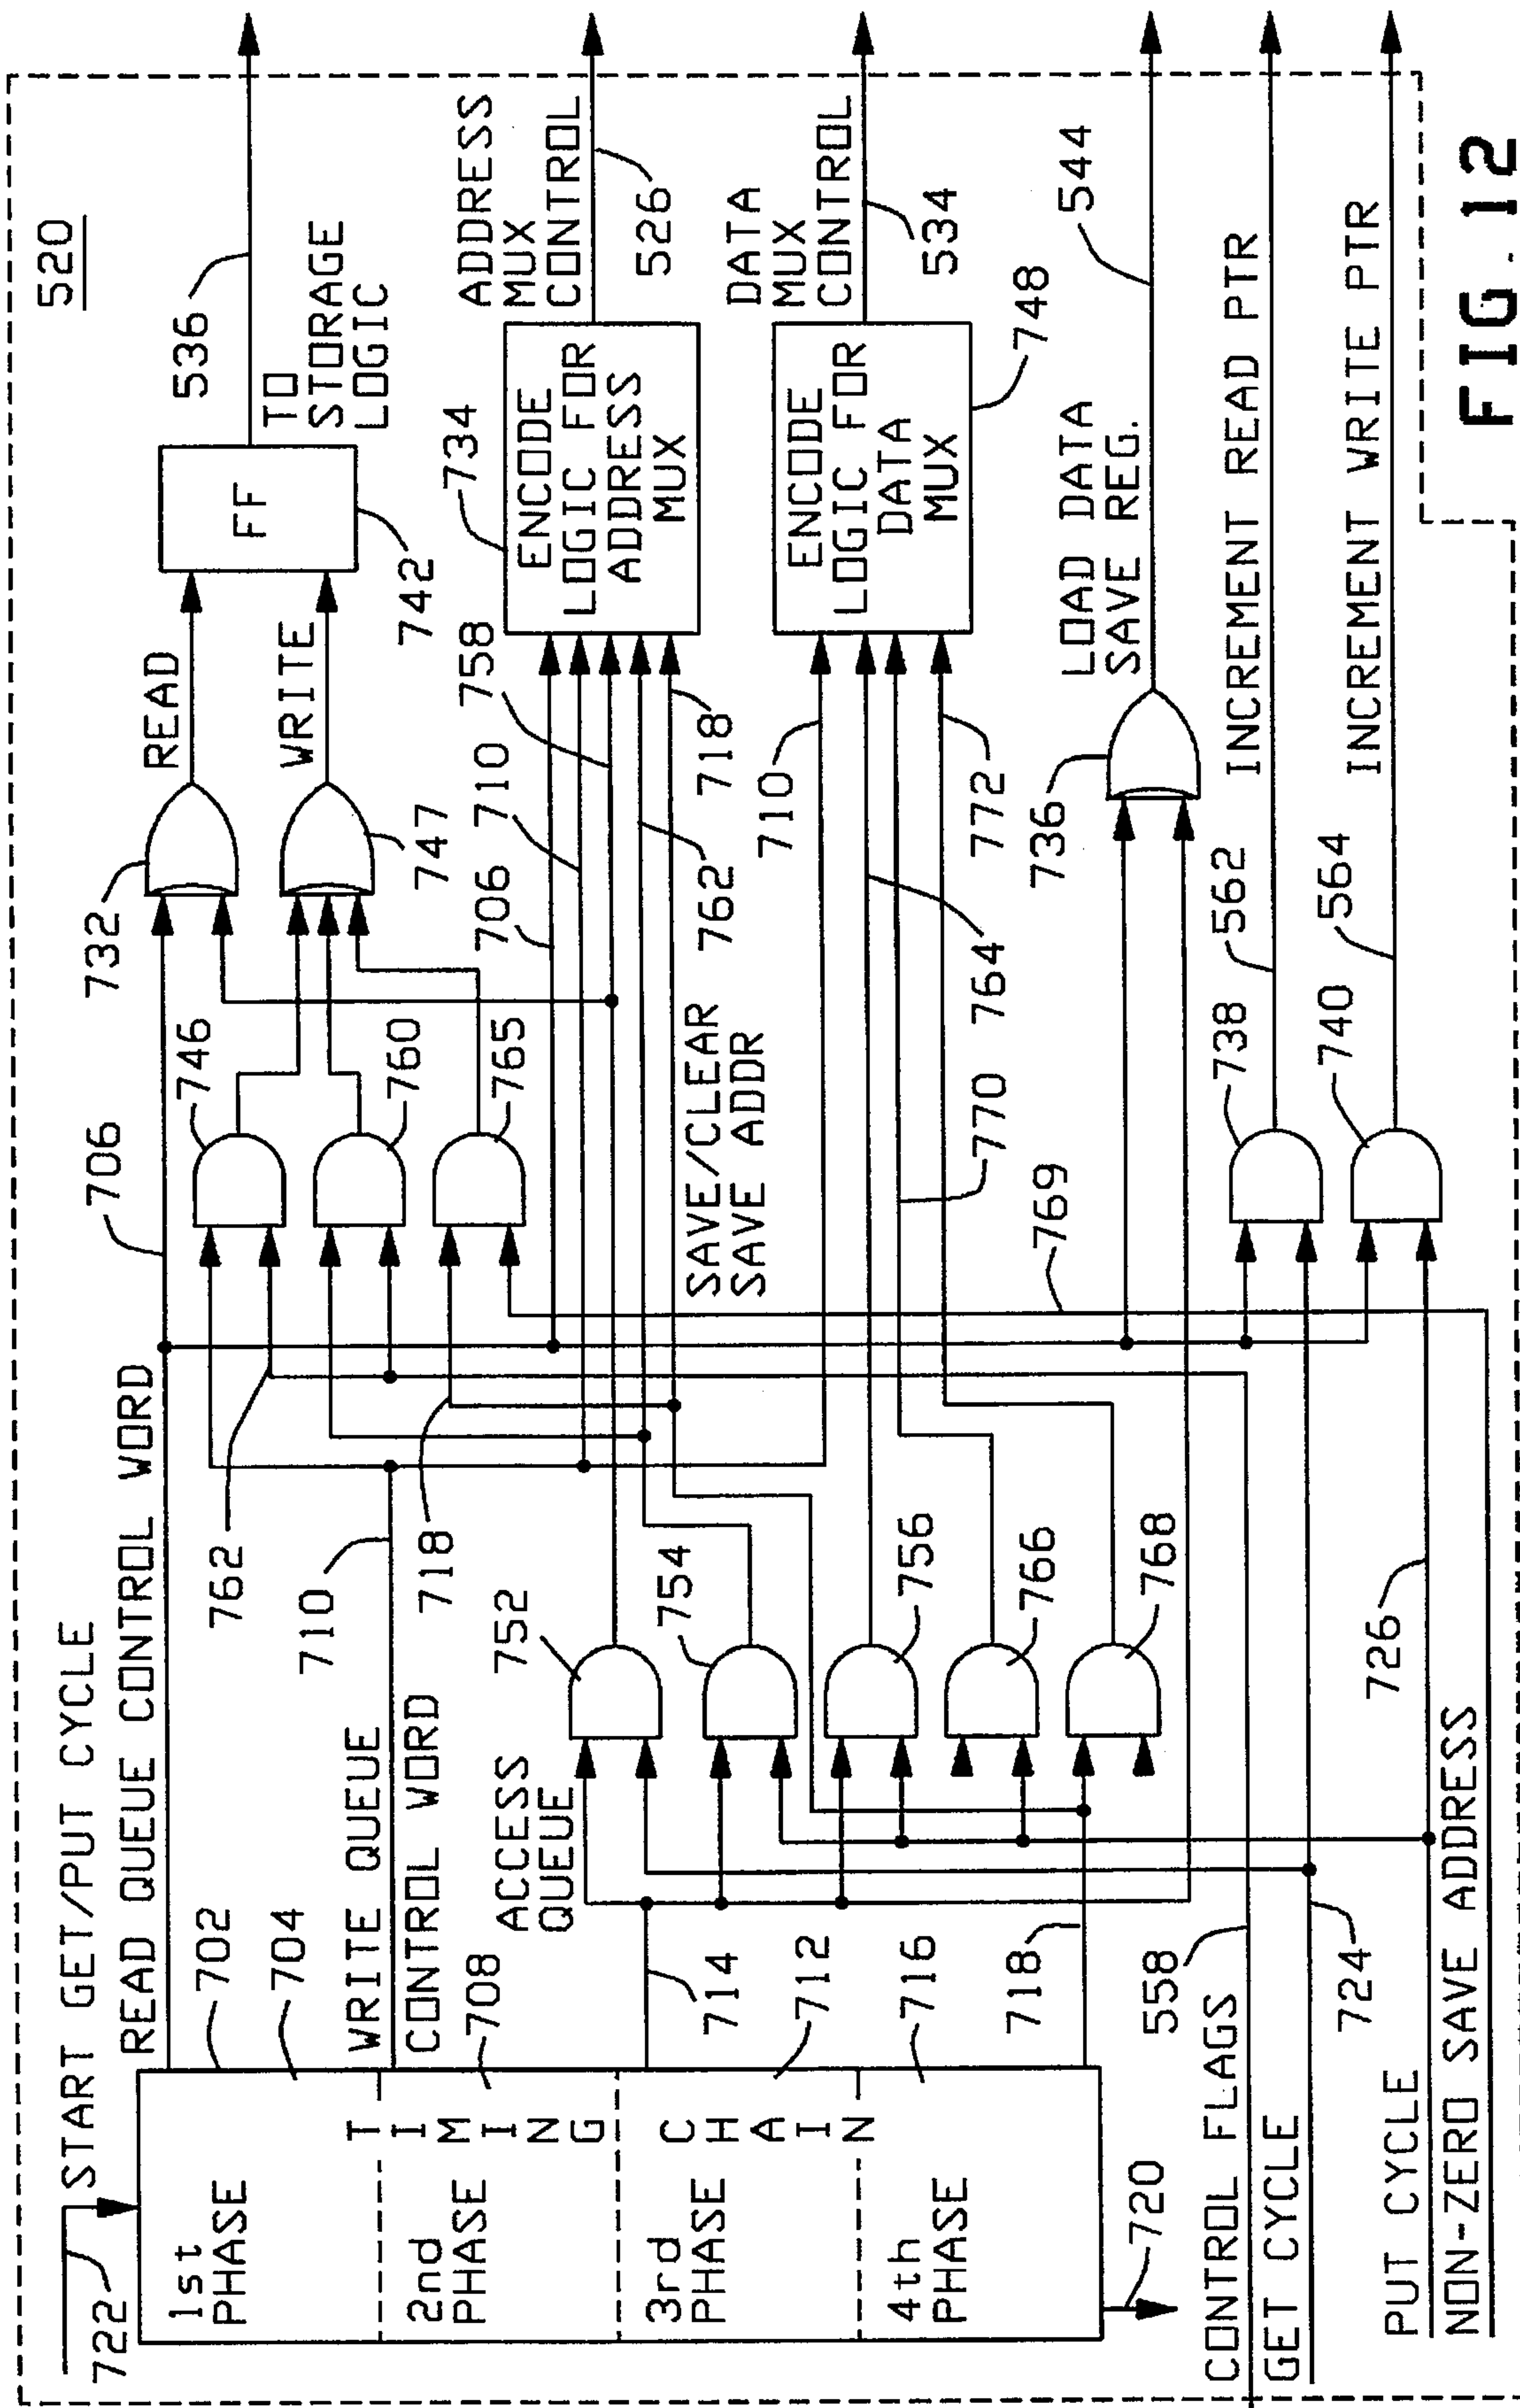 520
722
START GET/PUT CYCLE
READ QUEUE CONTROL WORD
706
732
READ
536
TO
STORAGE
LOGIC
FF
742
WRITE
747
746
760
765
762
718
710
WRITE QUEUE
CONTROL WORD
702
704
708
712
716
1st
PHASE
2nd
PHASE
3rd
PHASE
4th
PHASE
TIMING
CHAIN
720
714
718
ACCESS
QUEUE
752
754
756
766
768
706
710
758
762
718
734
ENCODE
LOGIC FOR
ADDRESS
MUX
ADDRESS
MUX
CONTROL
526
SAVE/CLEAR
SAVE ADDR
710
764
770
772
ENCODE
LOGIC FOR
DATA
MUX
748
DATA
MUX
CONTROL
534
769
736
LOAD DATA
SAVE REG.
544
738
562
INCREMENT READ PTR
740
564
INCREMENT WRITE PTR
CONTROL FLAGS
558
GET CYCLE
724
PUT CYCLE
726
NON-ZERO SAVE ADDRESS
FIG. 12